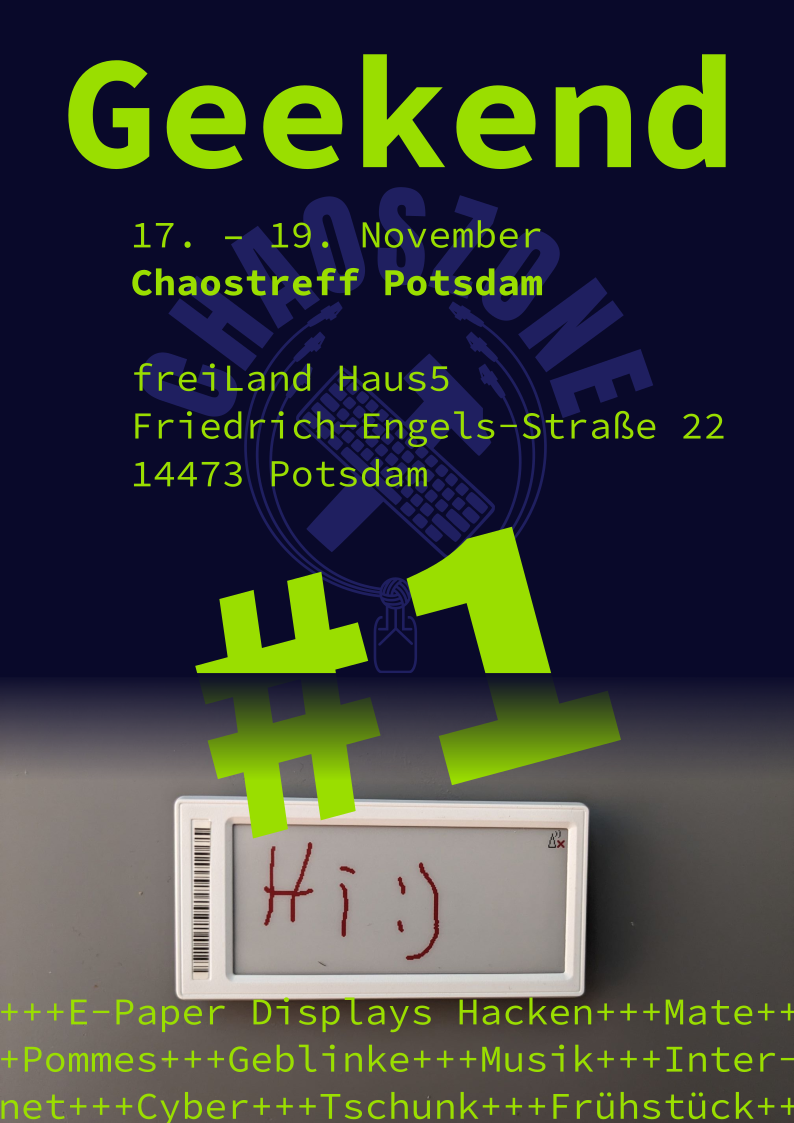 Geekend
CHAOSZONE
17. – 19. November
Chaostreff Potsdam
freiLand Haus5
Friedrich-Engels-Straße 22
14473 Potsdam
#1
Hi :)
+++E-Paper Displays Hacken+++Mate++
+Pommes+++Geblinke+++Musik+++Inter-
net+++Cyber+++Tschunk+++Frühstück++